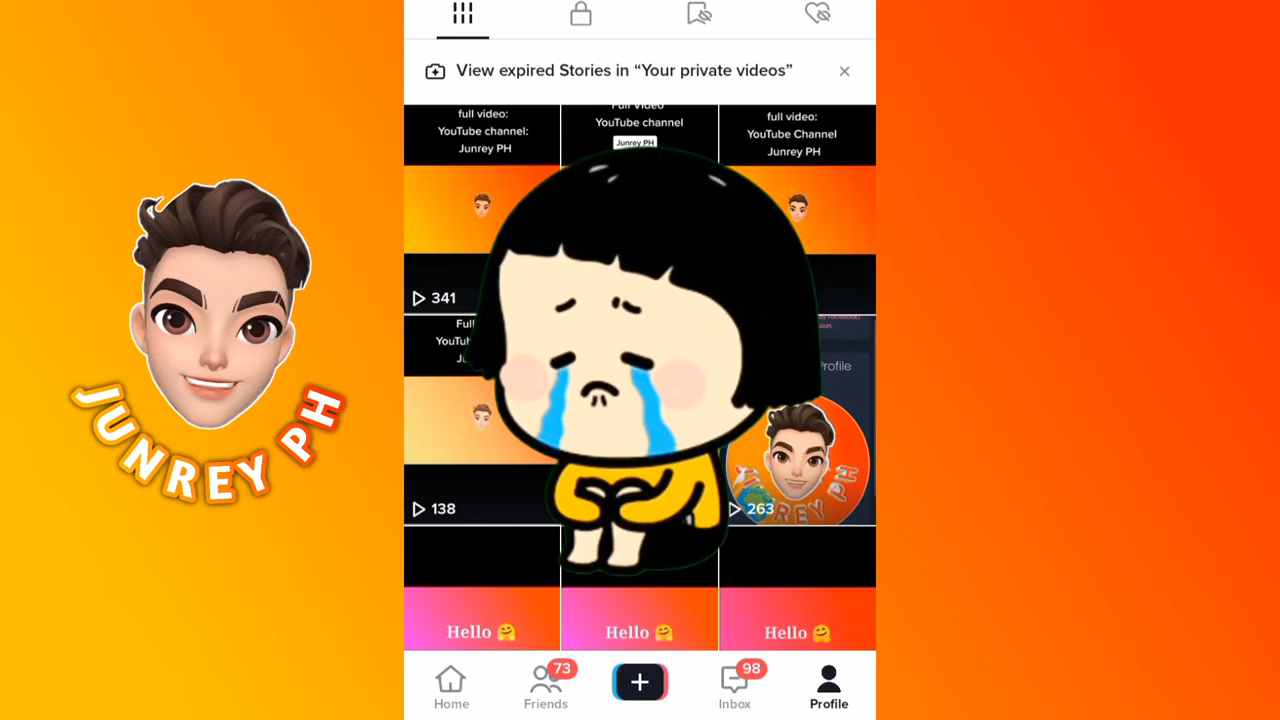 View expired Stories in “Your private videos”
full video:
YouTube channel:
Junrey PH
Full Video
YouTube channel
Junrey PH
full video:
YouTube Channel
Junrey PH
JUNREY PH
341
Profile
138
263
JUNREY PH
Hello 🤗
Hello 🤗
Hello 🤗
73
98
Home
Friends
Inbox
Profile